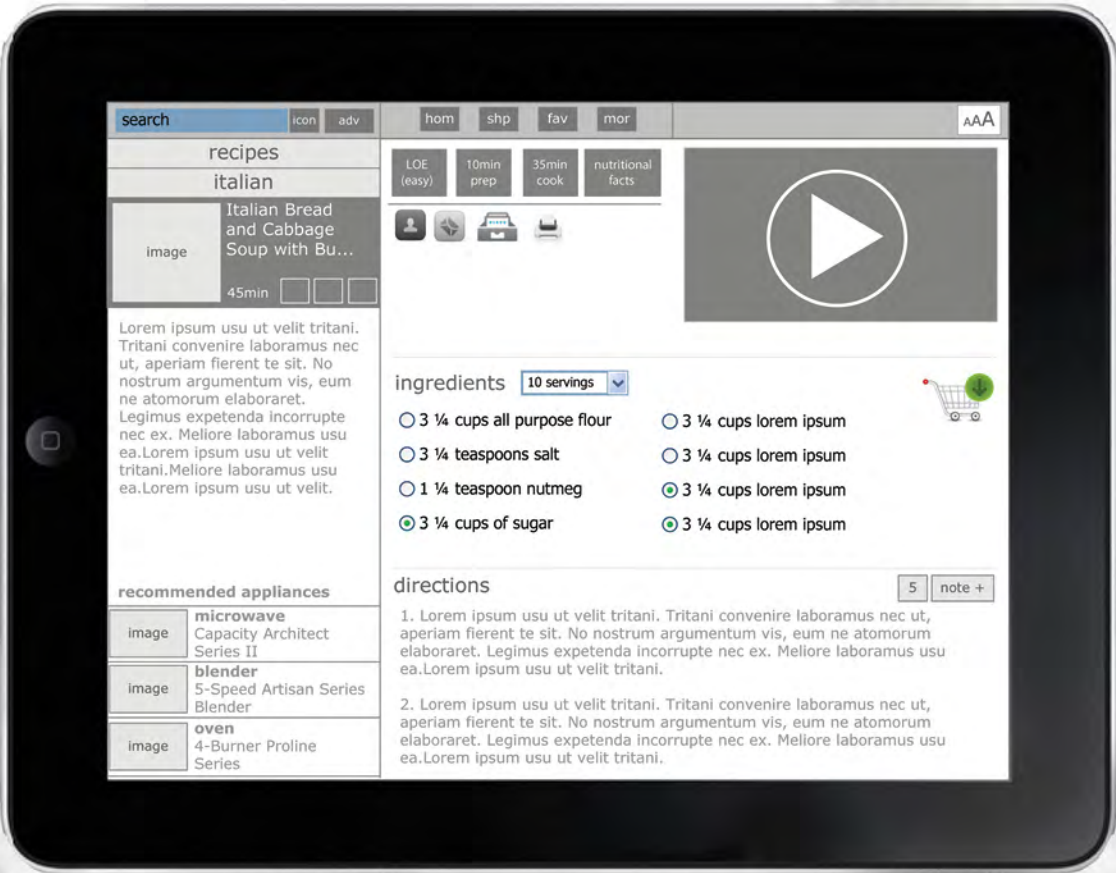 search
icon
adv
hom
shp
fav
mor
AAA
recipes
italian
image
Italian Bread
and Cabbage
Soup with Bu...
45min
Lorem ipsum usu ut velit tritani.
Tritani convenire laboramus nec
ut, aperiam fierent te sit. No
nostrum argumentum vis, eum
ne atomorum elaboraret.
Legimus expetenda incorrupte
nec ex. Meliore laboramus usu
ea.Lorem ipsum usu ut velit
tritani.Meliore laboramus usu
ea.Lorem ipsum usu ut velit.
recommended appliances
image
microwave
Capacity Architect
Series II
image
blender
5-Speed Artisan Series
Blender
image
oven
4-Burner Proline
Series
LOE
(easy)
10min
prep
35min
cook
nutritional
facts
ingredients
10 servings
3 ¼ cups all purpose flour
3 ¼ teaspoons salt
1 ¼ teaspoon nutmeg
3 ¼ cups of sugar
3 ¼ cups lorem ipsum
3 ¼ cups lorem ipsum
3 ¼ cups lorem ipsum
3 ¼ cups lorem ipsum
directions
5
note +
1. Lorem ipsum usu ut velit tritani. Tritani convenire laboramus nec ut,
aperiam fierent te sit. No nostrum argumentum vis, eum ne atomorum
elaboraret. Legimus expetenda incorrupte nec ex. Meliore laboramus usu
ea.Lorem ipsum usu ut velit tritani.
2. Lorem ipsum usu ut velit tritani. Tritani convenire laboramus nec ut,
aperiam fierent te sit. No nostrum argumentum vis, eum ne atomorum
elaboraret. Legimus expetenda incorrupte nec ex. Meliore laboramus usu
ea.Lorem ipsum usu ut velit tritani.